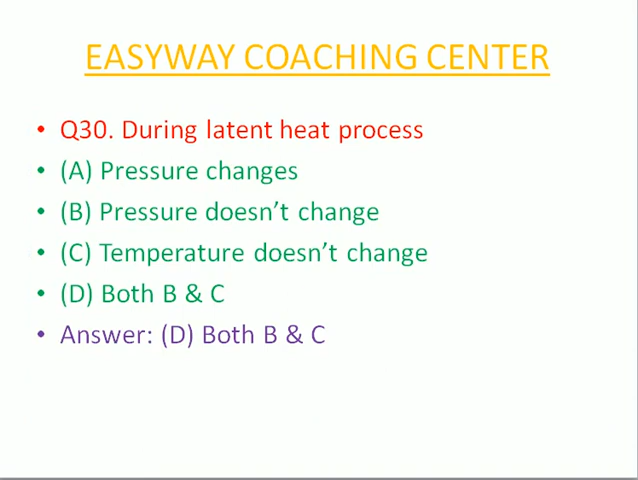 EASYWAY COACHING CENTER
• Q30. During latent heat process
• (A) Pressure changes
• (B) Pressure doesn’t change
• (C) Temperature doesn’t change
• (D) Both B & C
• Answer: (D) Both B & C